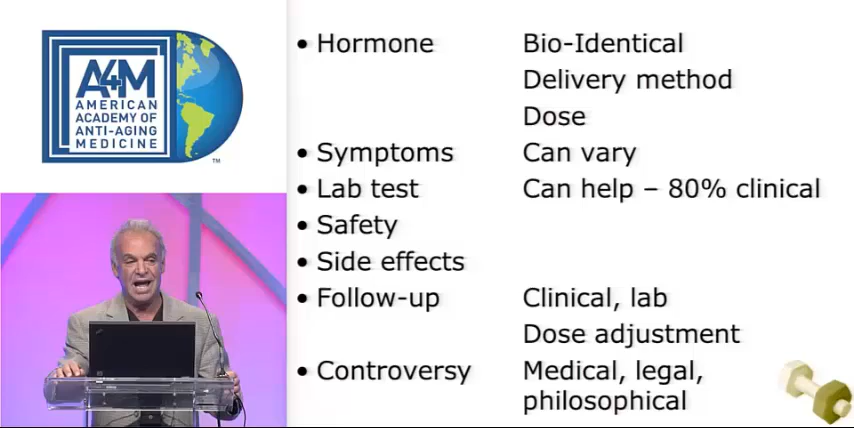 A4M
AMERICAN
ACADEMY OF
ANTI-AGING
MEDICINE
TM
• Hormone Bio-Identical
Delivery method
Dose
• Symptoms Can vary
• Lab test Can help – 80% clinical
• Safety
• Side effects
• Follow-up Clinical, lab
Dose adjustment
• Controversy Medical, legal,
philosophical